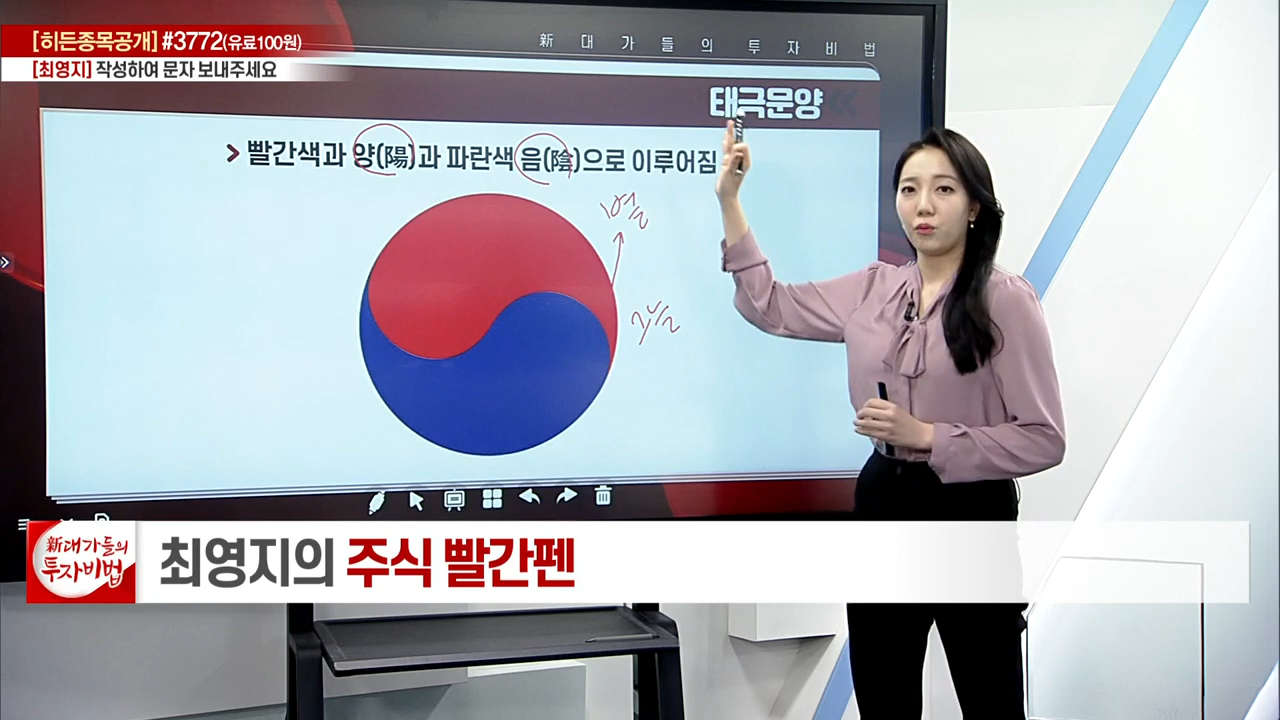 [히든종목공개] #3772(유료100원)
[최영지] 작성하여 문자 보내주세요
新 대 가 들 의 투 자 비 법
태극문양
빨간색과 양(陽)과 파란색 음(陰)으로 이루어짐
新대가들의
투자비법
최영지의 주식 빨간펜